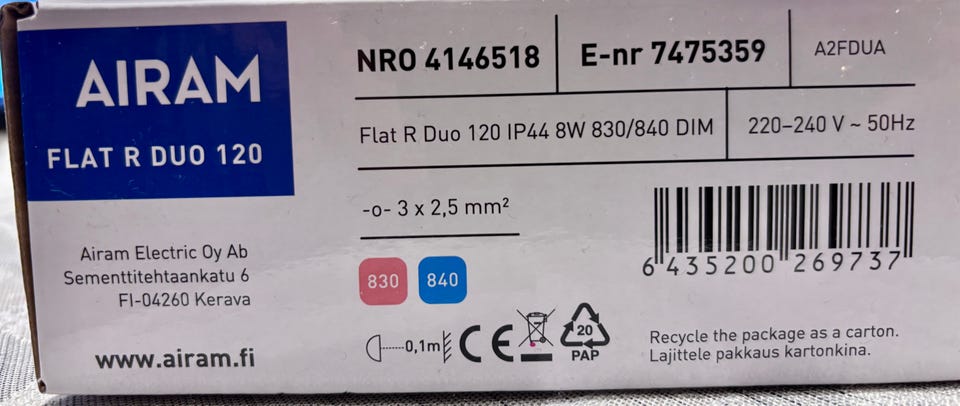 AIRAM
FLAT R DUO 120
Airam Electric Oy Ab
Sementtitehtaankatu 6
FI-04260 Kerava
www.airam.fi
NRO 4146518
E-nr 7475359
A2FDUA
Flat R Duo 120 IP44 8W 830/840 DIM
220–240 V ~ 50Hz
-o- 3 x 2,5 mm²
830
840
0,1m
CE
20
PAP
6 435200 269737
Recycle the package as a carton.
Lajittele pakkaus kartonkina.